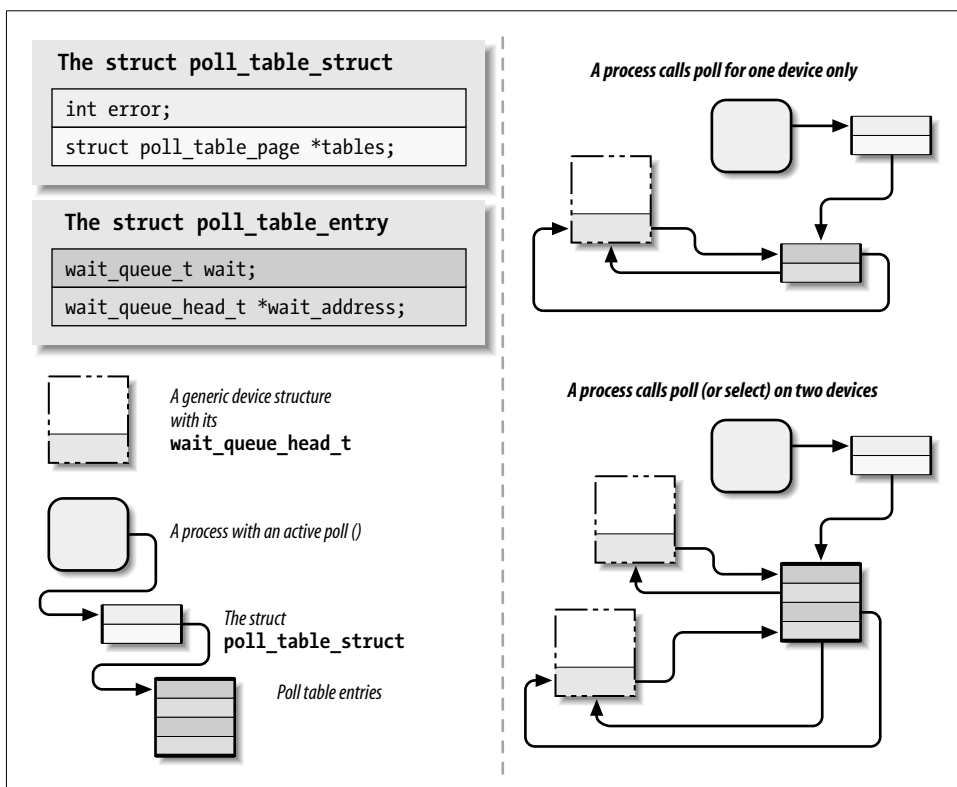 The struct poll_table_struct
int error;
struct poll_table_page *tables;
The struct poll_table_entry
wait_queue_t wait;
wait_queue_head_t *wait_address;
A generic device structure
with its
wait_queue_head_t
A process with an active poll ()
The struct
poll_table_struct
Poll table entries
A process calls poll for one device only
A process calls poll (or select) on two devices